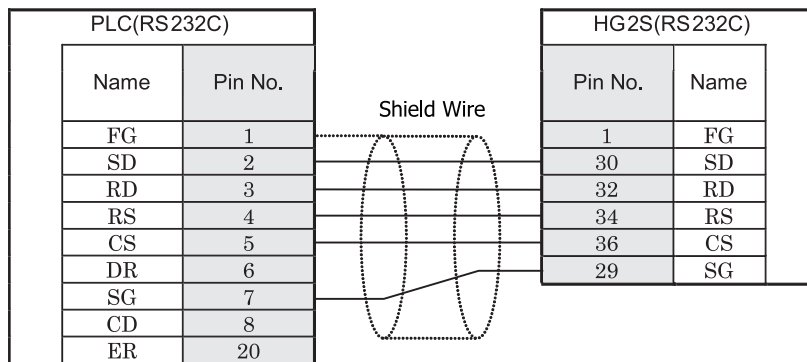 PLC(RS232C) HG2S(RS232C)
Name Pin No. Pin No. Name
Shield Wire
FG 1 1 FG
SD 2 30 SD
RD 3 32 RD
RS 4 34 RS
CS 5 36 CS
DR 6 29 SG
SG 7
CD 8
ER 20